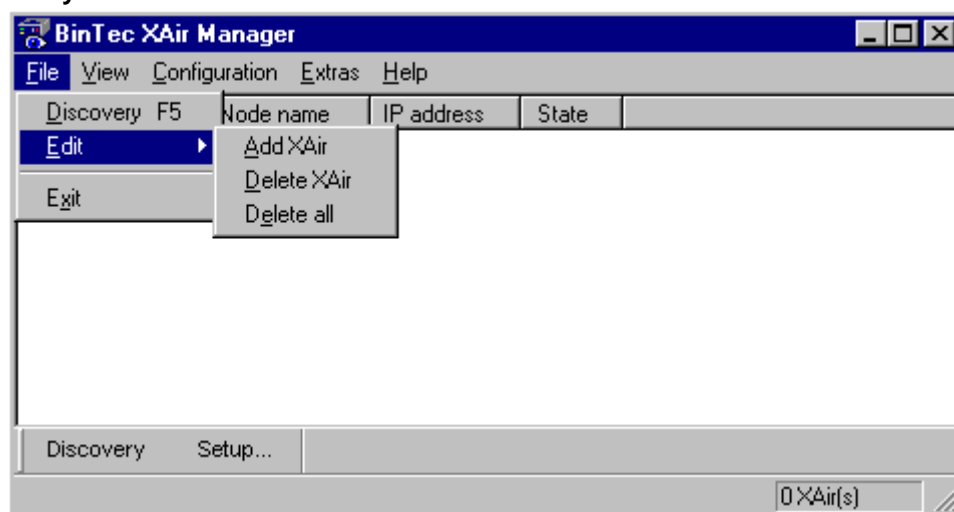 BinTec XAir Manager
File View Configuration Extras Help
Discovery F5 Node name IP address State
Edit Add XAir
Delete XAir
Exit
Delete all
Discovery Setup...
0 XAir(s)